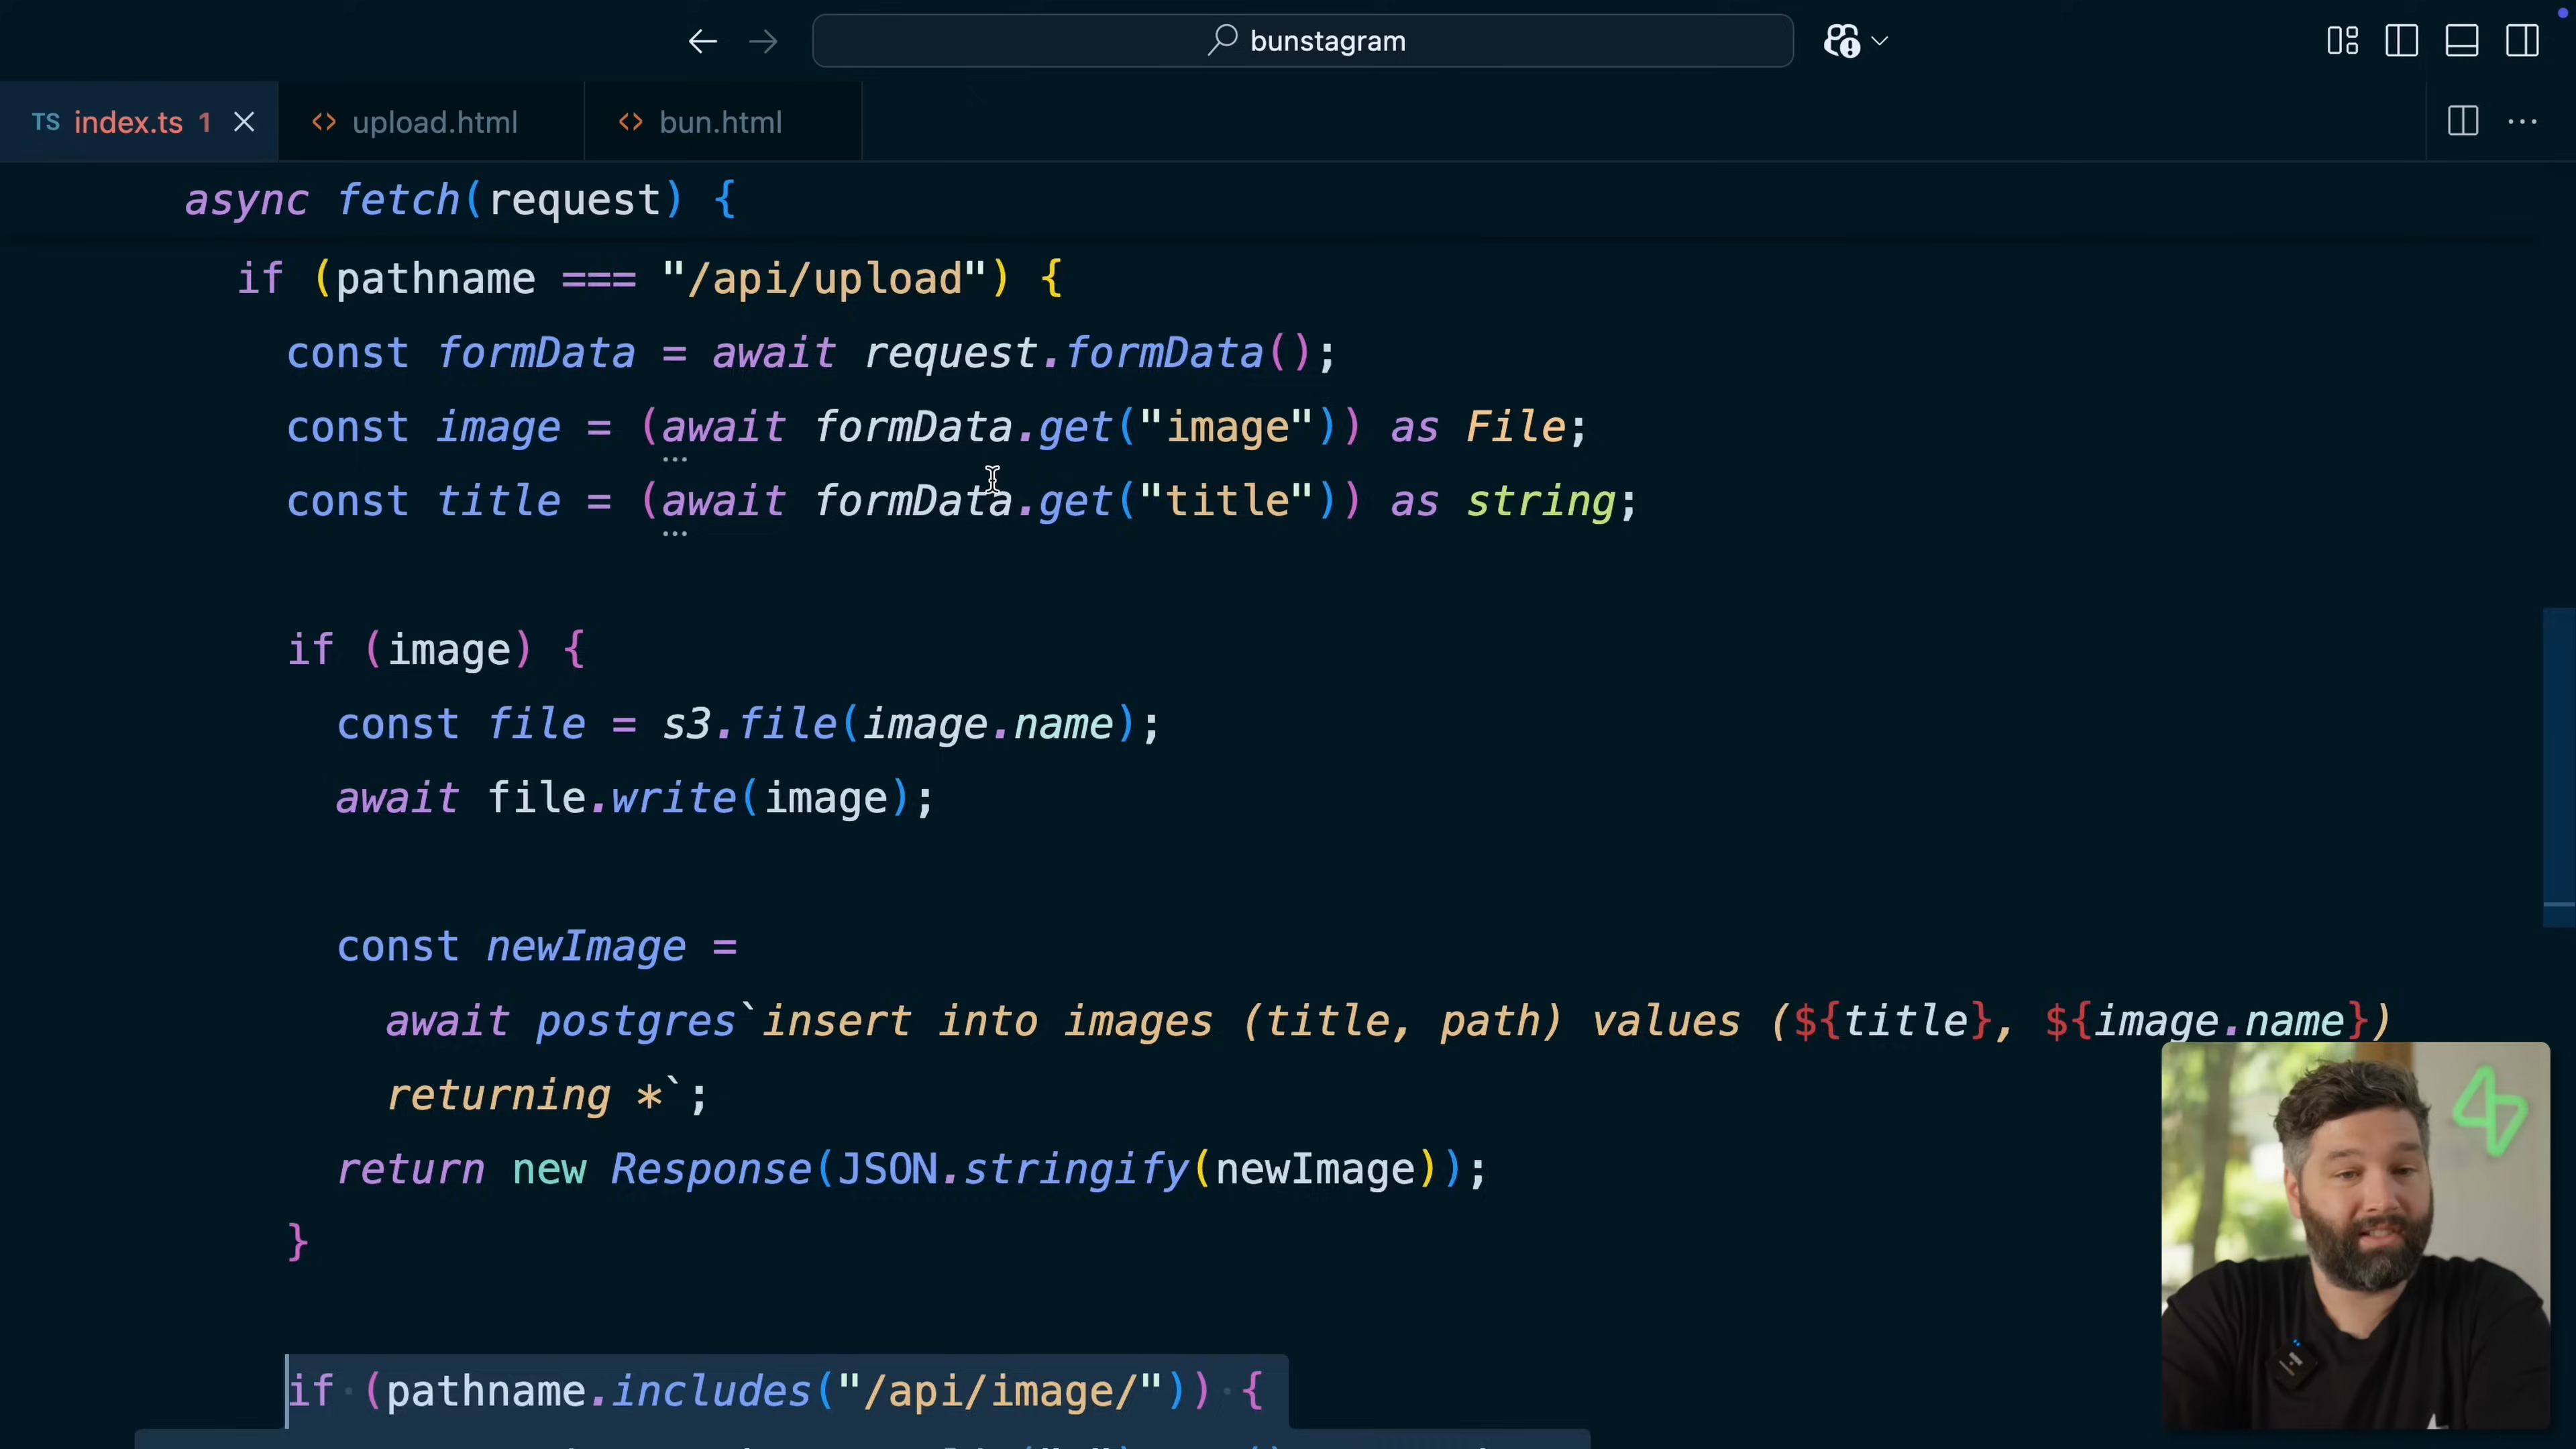 bunstagram
TS index.ts 1
<> upload.html
<> bun.html
async fetch(request) {
if (pathname === "/api/upload") {
const formData = await request.formData();
const image = (await formData.get("image")) as File;
const title = (await formData.get("title")) as string;
if (image) {
const file = s3.file(image.name);
await file.write(image);
const newImage =
await postgres`insert into images (title, path) values (${title}, ${image.name})
returning *`;
return new Response(JSON.stringify(newImage));
}
if (pathname.includes("/api/image/")) {